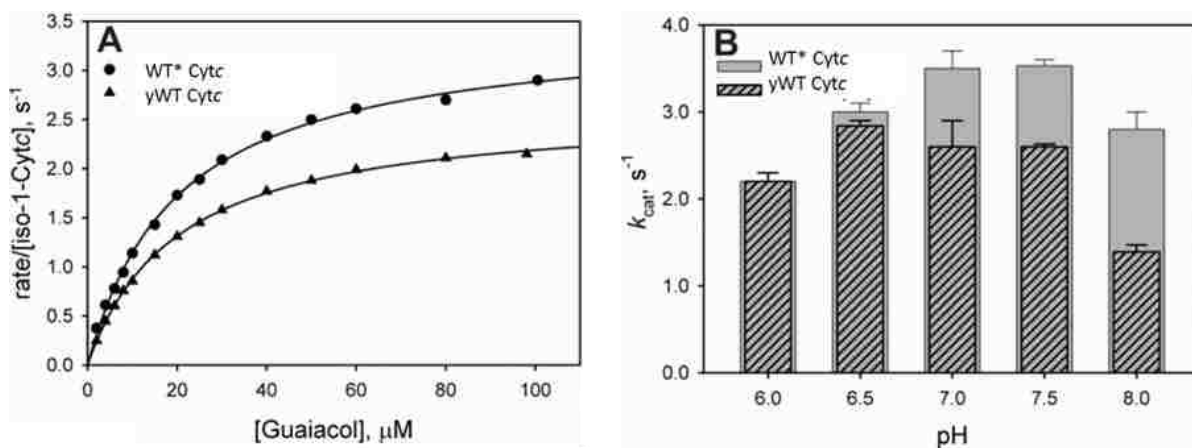 A
WT* Cytc
yWT Cytc
rate/[iso-1-Cytc], s⁻¹
3.5
3.0
2.5
2.0
1.5
1.0
0.5
0.0
0 20 40 60 80 100
[Guaiacol], μM
B
WT* Cytc
yWT Cytc
kcat, s⁻¹
4.0
3.0
2.0
1.0
6.0 6.5 7.0 7.5 8.0
pH